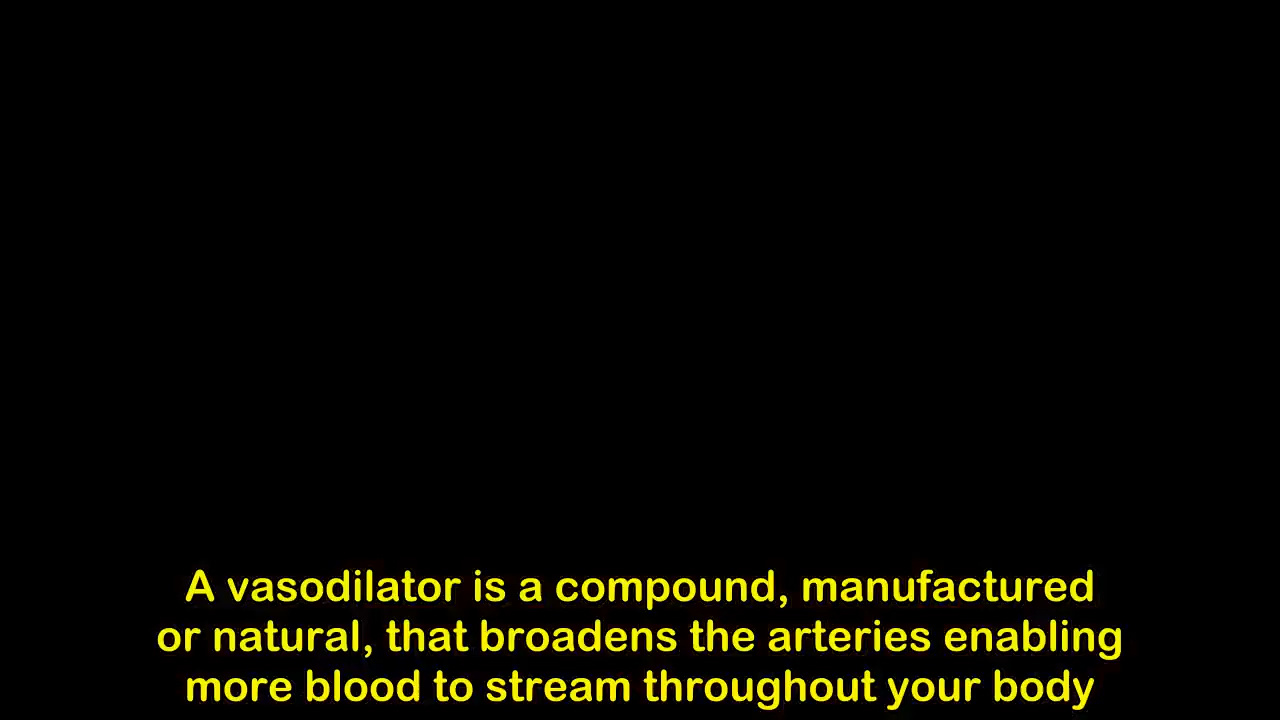 A vasodilator is a compound, manufactured
or natural, that broadens the arteries enabling
more blood to stream throughout your body